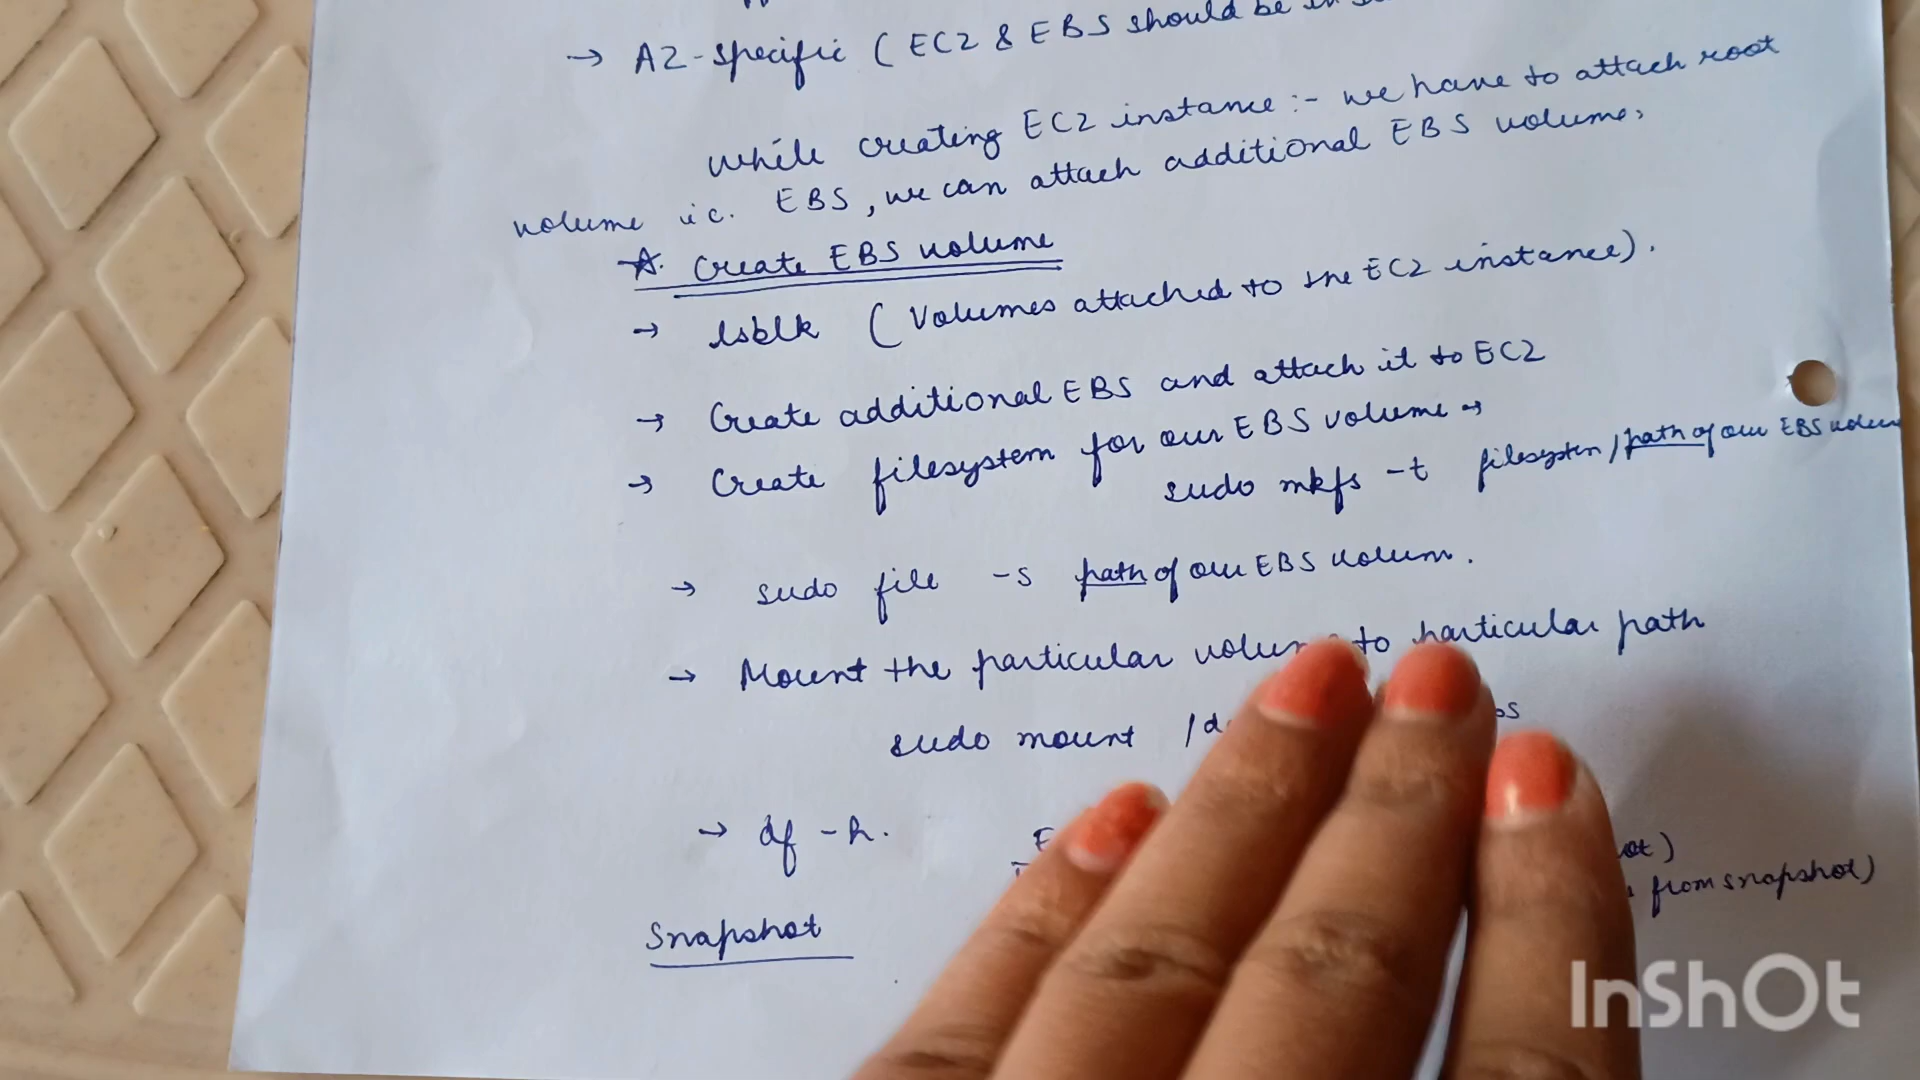 → AZ-specific (EC2 & EBS should be in
while creating EC2 instance :- we have to attach root
volume i.e. EBS, we can attach additional EBS volume.
Create EBS volume
→ lsblk (Volumes attached to the EC2 instance).
→ Create additional EBS and attach it to EC2
→ Create filesystem for our EBS volume →
sudo mkfs -t filesystem /path of our EBS volum
→ sudo file -s path of our EBS volum.
→ Mount the particular volum to particular path
sudo mount /d
→ df -h.
from snapshot)
Snapshot
InShOt